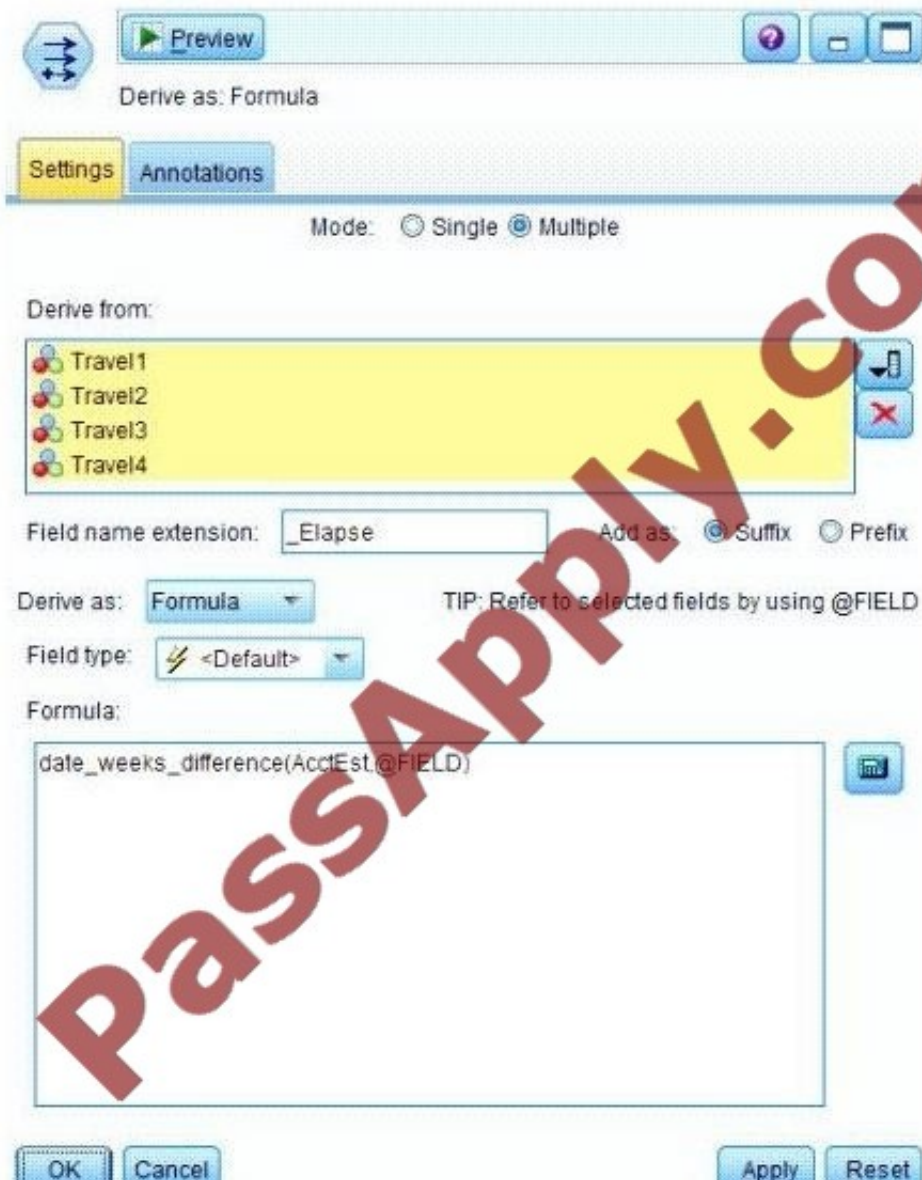 Preview
Derive as: Formula
Settings Annotations
Mode: Single Multiple
Derive from:
Travel1
Travel2
Travel3
Travel4
Field name extension: _Elapse Add as: Suffix Prefix
Derive as: Formula TIP: Refer to selected fields by using @FIELD
Field type: <Default>
Formula:
date_weeks_difference(AcctEst,@FIELD)
OK Cancel Apply Reset
PassApply.com